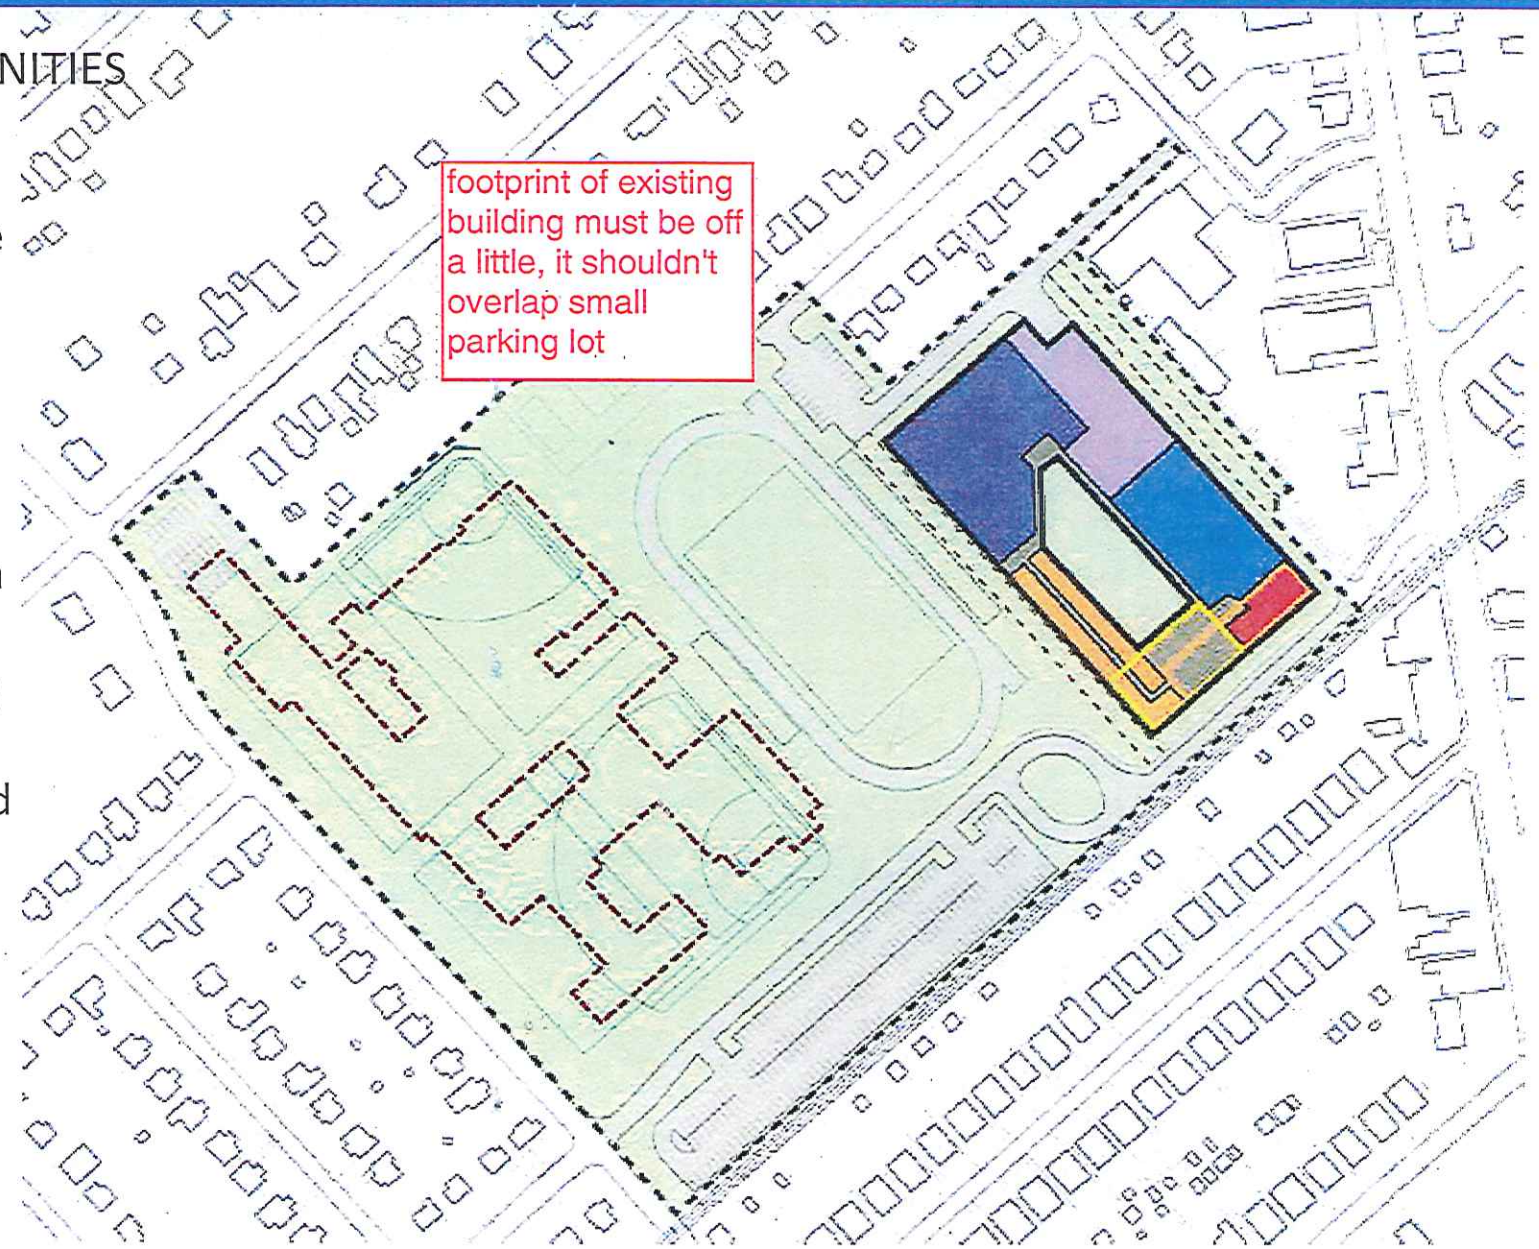 NITIES
footprint of existing
building must be off
a little, it shouldn't
overlap small
parking lot
e
d